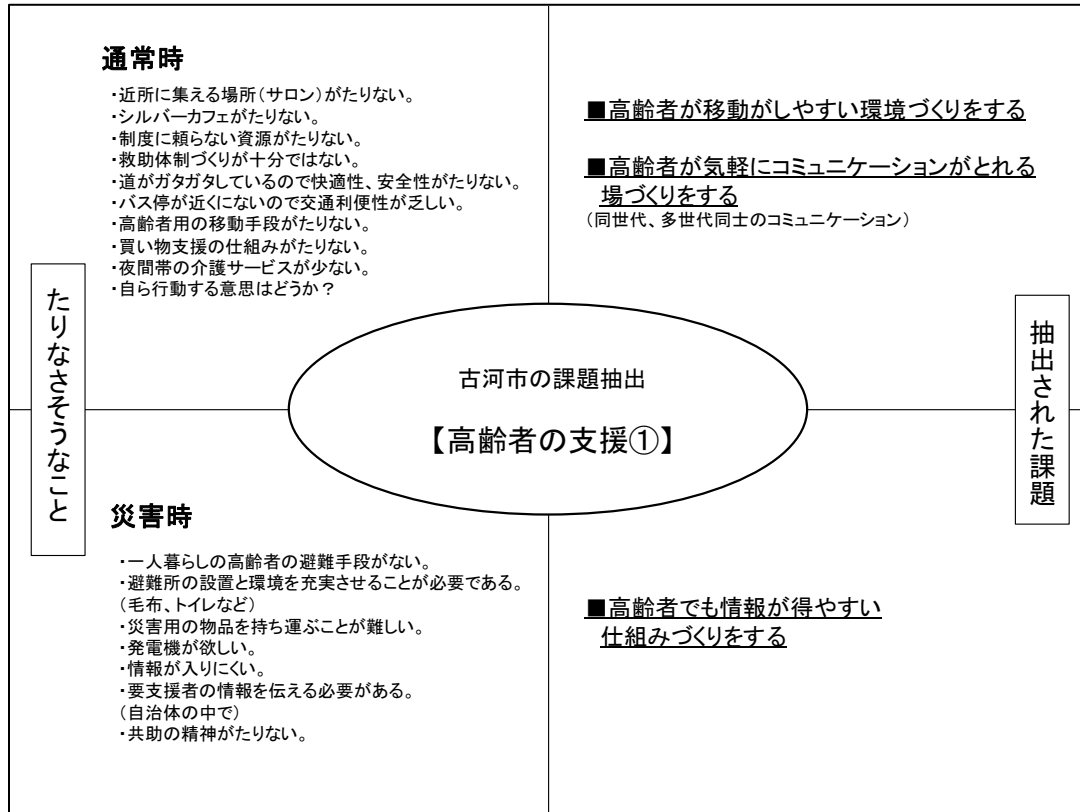 通常時
・近所に集える場所（サロン）がたりない。
・シルバーカフェがたりない。
・制度に頼らない資源がたりない。
・救助体制づくりが十分ではない。
・道がガタガタしているので快適性、安全性がたりない。
・バス停が近くにないので交通利便性が乏しい。
・高齢者用の移動手段がたりない。
・買い物支援の仕組みがたりない。
・夜間帯の介護サービスが少ない。
・自ら行動する意思はどうか？
■高齢者が移動がしやすい環境づくりをする
■高齢者が気軽にコミュニケーションがとれる
場づくりをする
（同世代、多世代同士のコミュニケーション）
たりなさそうなこと
古河市の課題抽出
【高齢者の支援①】
抽出された課題
災害時
・一人暮らしの高齢者の避難手段がない。
・避難所の設置と環境を充実させることが必要である。
（毛布、トイレなど）
・災害用の物品を持ち運ぶことが難しい。
・発電機が欲しい。
・情報が入りにくい。
・要支援者の情報を伝える必要がある。
（自治体の中で）
・共助の精神がたりない。
■高齢者でも情報が得やすい
仕組みづくりをする